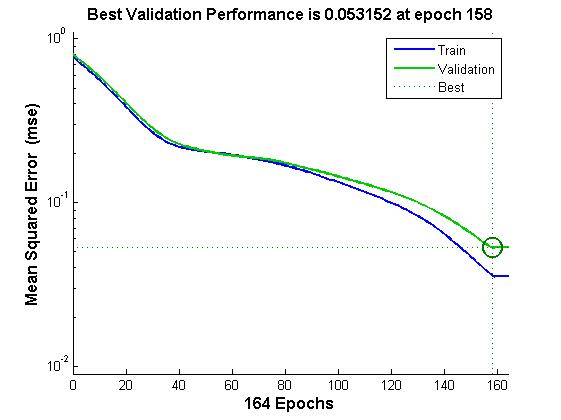 Best Validation Performance is 0.053152 at epoch 158
10^0
Train
Validation
Best
Mean Squared Error (mse)
10^-1
10^-2
0 20 40 60 80 100 120 140 160
164 Epochs